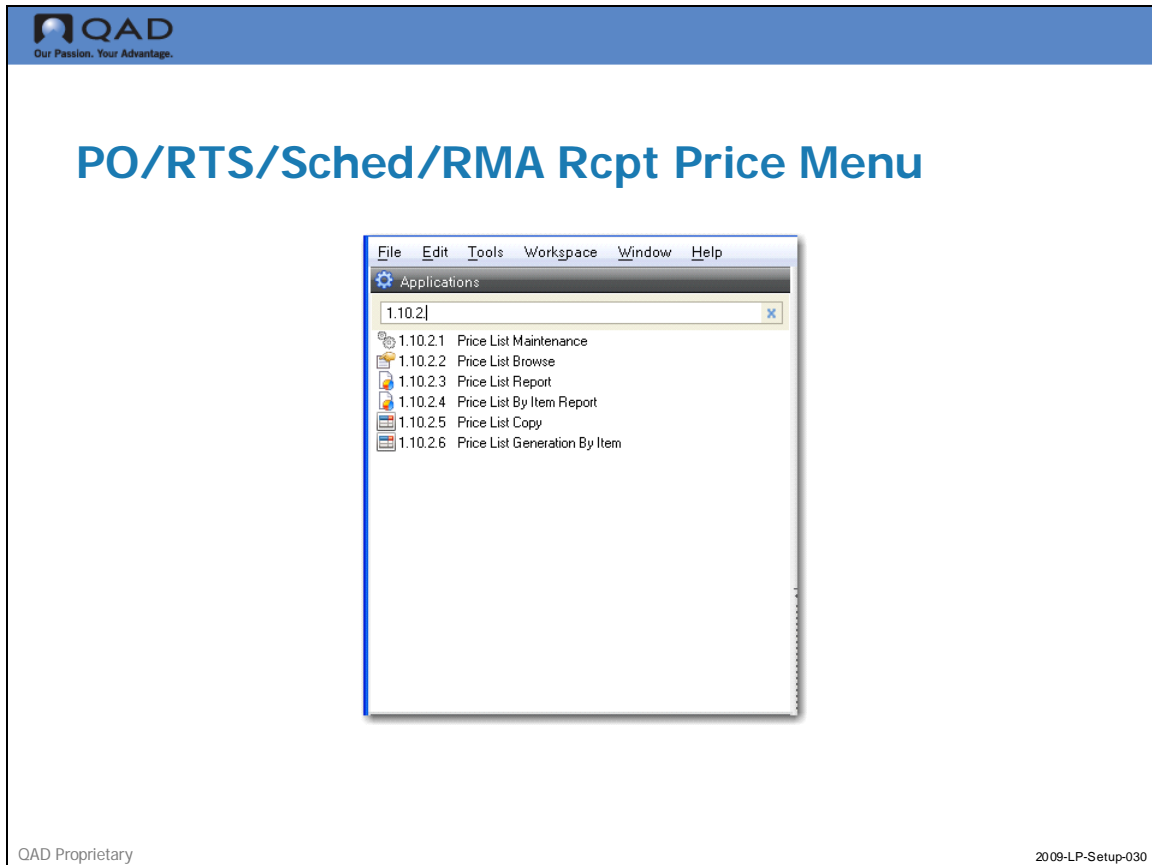 QAD
Our Passion. Your Advantage.
PO/RTS/Sched/RMA Rcpt Price Menu
File Edit Tools Workspace Window Help
Applications
1.10.2.
1.10.2.1 Price List Maintenance
1.10.2.2 Price List Browse
1.10.2.3 Price List Report
1.10.2.4 Price List By Item Report
1.10.2.5 Price List Copy
1.10.2.6 Price List Generation By Item
QAD Proprietary
2009-LP-Setup-030